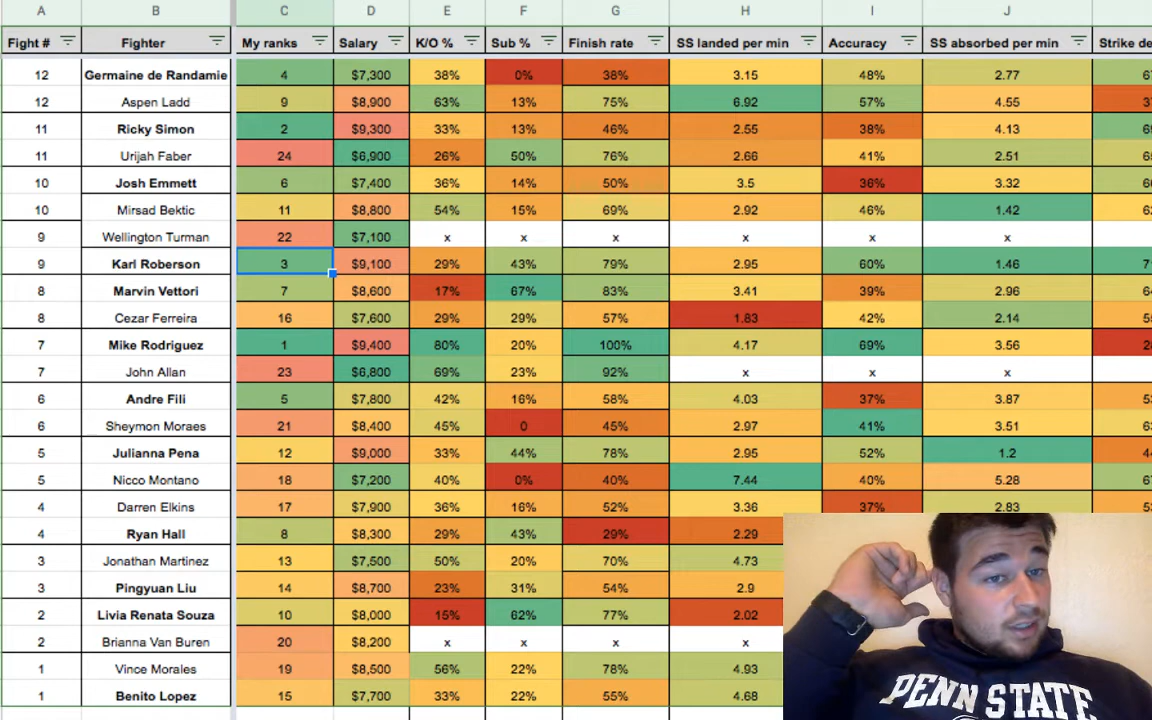 A B C D E F G H I J
Fight # Fighter My ranks Salary K/O % Sub % Finish rate SS landed per min Accuracy SS absorbed per min Strike de
12 Germaine de Randamie 4 $7,300 38% 0% 38% 3.15 48% 2.77 6
12 Aspen Ladd 9 $8,900 63% 13% 75% 6.92 57% 4.55 3
11 Ricky Simon 2 $9,300 33% 13% 46% 2.55 38% 4.13 6
11 Urijah Faber 24 $6,900 26% 50% 76% 2.66 41% 2.51 6
10 Josh Emmett 6 $7,400 36% 14% 50% 3.5 36% 3.32 6
10 Mirsad Bektic 11 $8,800 54% 15% 69% 2.92 46% 1.42 6
9 Wellington Turman 22 $7,100 x x x x x x
9 Karl Roberson 3 $9,100 29% 43% 79% 2.95 60% 1.46 7
8 Marvin Vettori 7 $8,600 17% 67% 83% 3.41 39% 2.96 6
8 Cezar Ferreira 16 $7,600 29% 29% 57% 1.83 42% 2.14 5
7 Mike Rodriguez 1 $9,400 80% 20% 100% 4.17 69% 3.56 2
7 John Allan 23 $6,800 69% 23% 92% x x x
6 Andre Fili 5 $7,800 42% 16% 58% 4.03 37% 3.87 5
6 Sheymon Moraes 21 $8,400 45% 0 45% 2.97 41% 3.51 6
5 Julianna Pena 12 $9,000 33% 44% 78% 2.95 52% 1.2 4
5 Nicco Montano 18 $7,200 40% 0% 40% 7.44 40% 5.28 6
4 Darren Elkins 17 $7,900 36% 16% 52% 3.36 37% 2.83 5
4 Ryan Hall 8 $8,300 29% 43% 29% 2.29
3 Jonathan Martinez 13 $7,500 50% 20% 70% 4.73
3 Pingyuan Liu 14 $8,700 23% 31% 54% 2.9
2 Livia Renata Souza 10 $8,000 15% 62% 77% 2.02
2 Brianna Van Buren 20 $8,200 x x x x
1 Vince Morales 19 $8,500 56% 22% 78% 4.93
1 Benito Lopez 15 $7,700 33% 22% 55% 4.68
PENN STATE